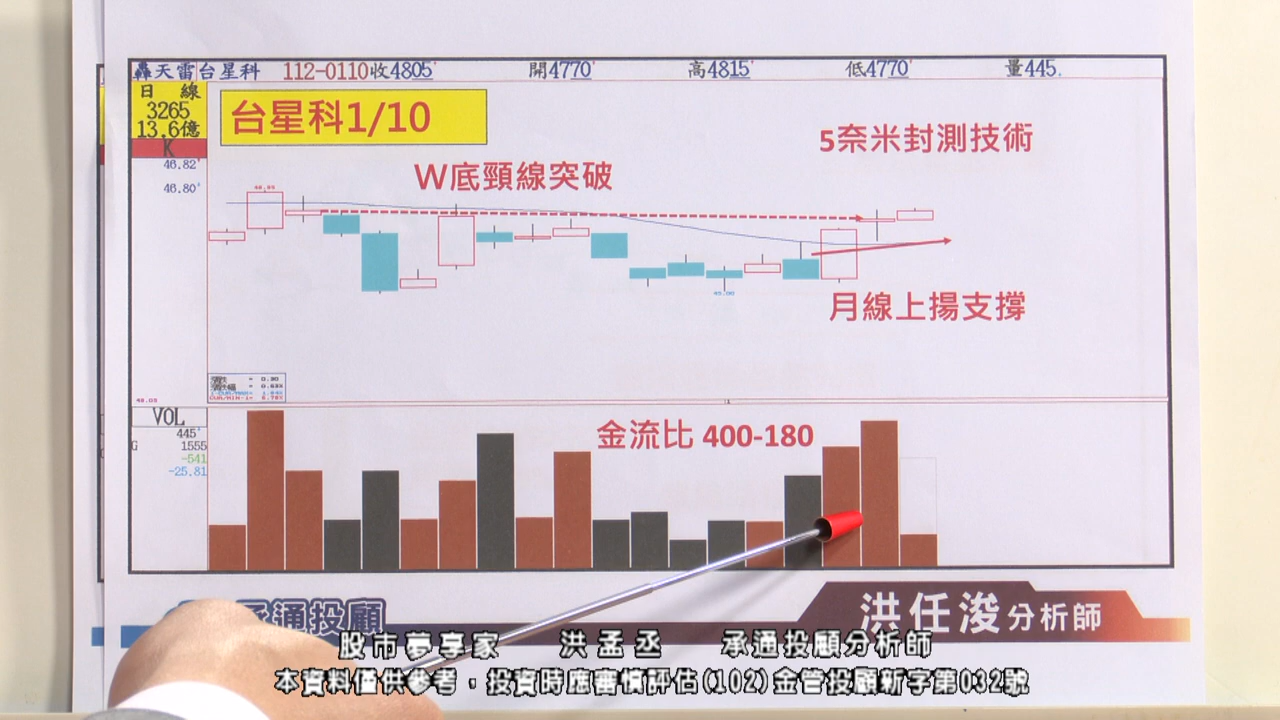 轟天雷台星科 112-0110收4805' 開4770' 高4815' 低4770' 量445.
日 線
3265
13.6億
K
46.82'
46.80'
台星科1/10
5奈米封測技術
W底頸線突破
月線上揚支撐
VOL
445'
G 1555
-541
-25.81
金流比 400-180
承通投顧
洪任浚分析師
股市夢享家 洪孟丞 承通投顧分析師
本資料僅供參考，投資時應審慎評估(102)金管投顧新字第032號